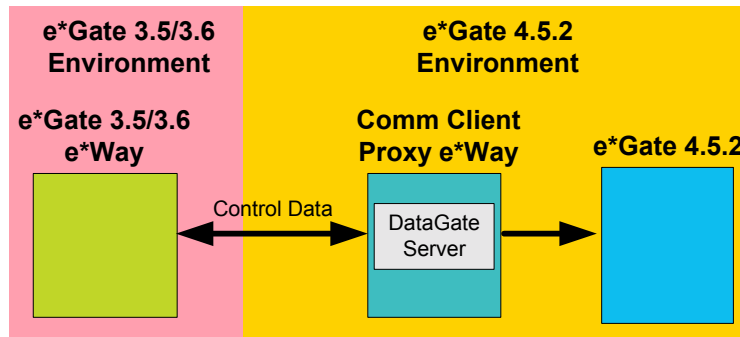 e*Gate 3.5/3.6
Environment
e*Gate 4.5.2
Environment
e*Gate 3.5/3.6
e*Way
Comm Client
Proxy e*Way
e*Gate 4.5.2
Control Data
DataGate
Server